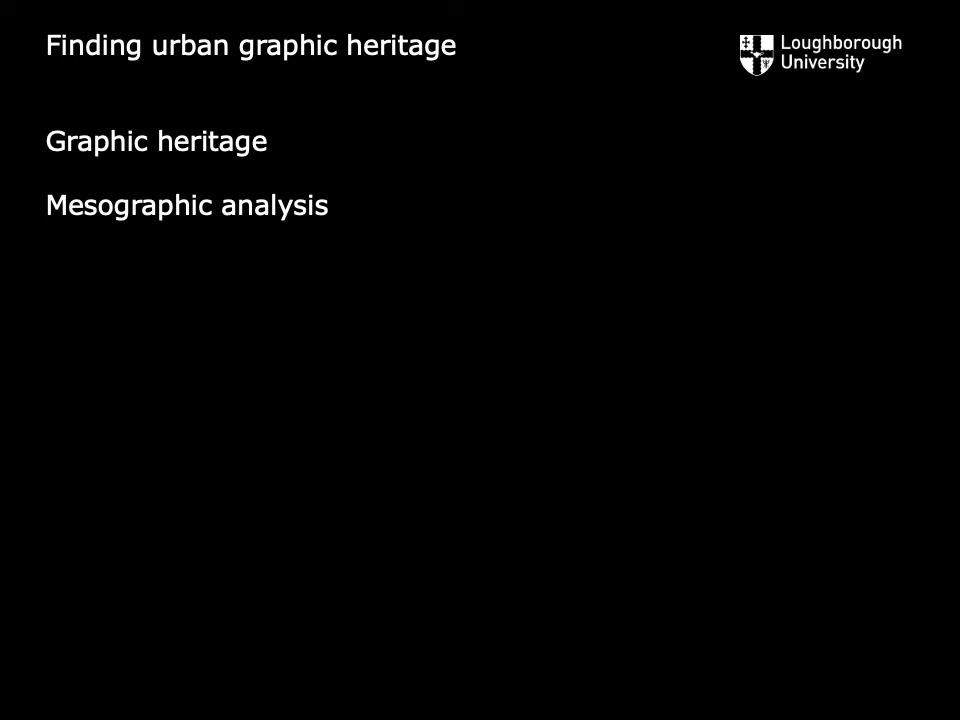 Finding urban graphic heritage
Loughborough
University
Graphic heritage
Mesographic analysis